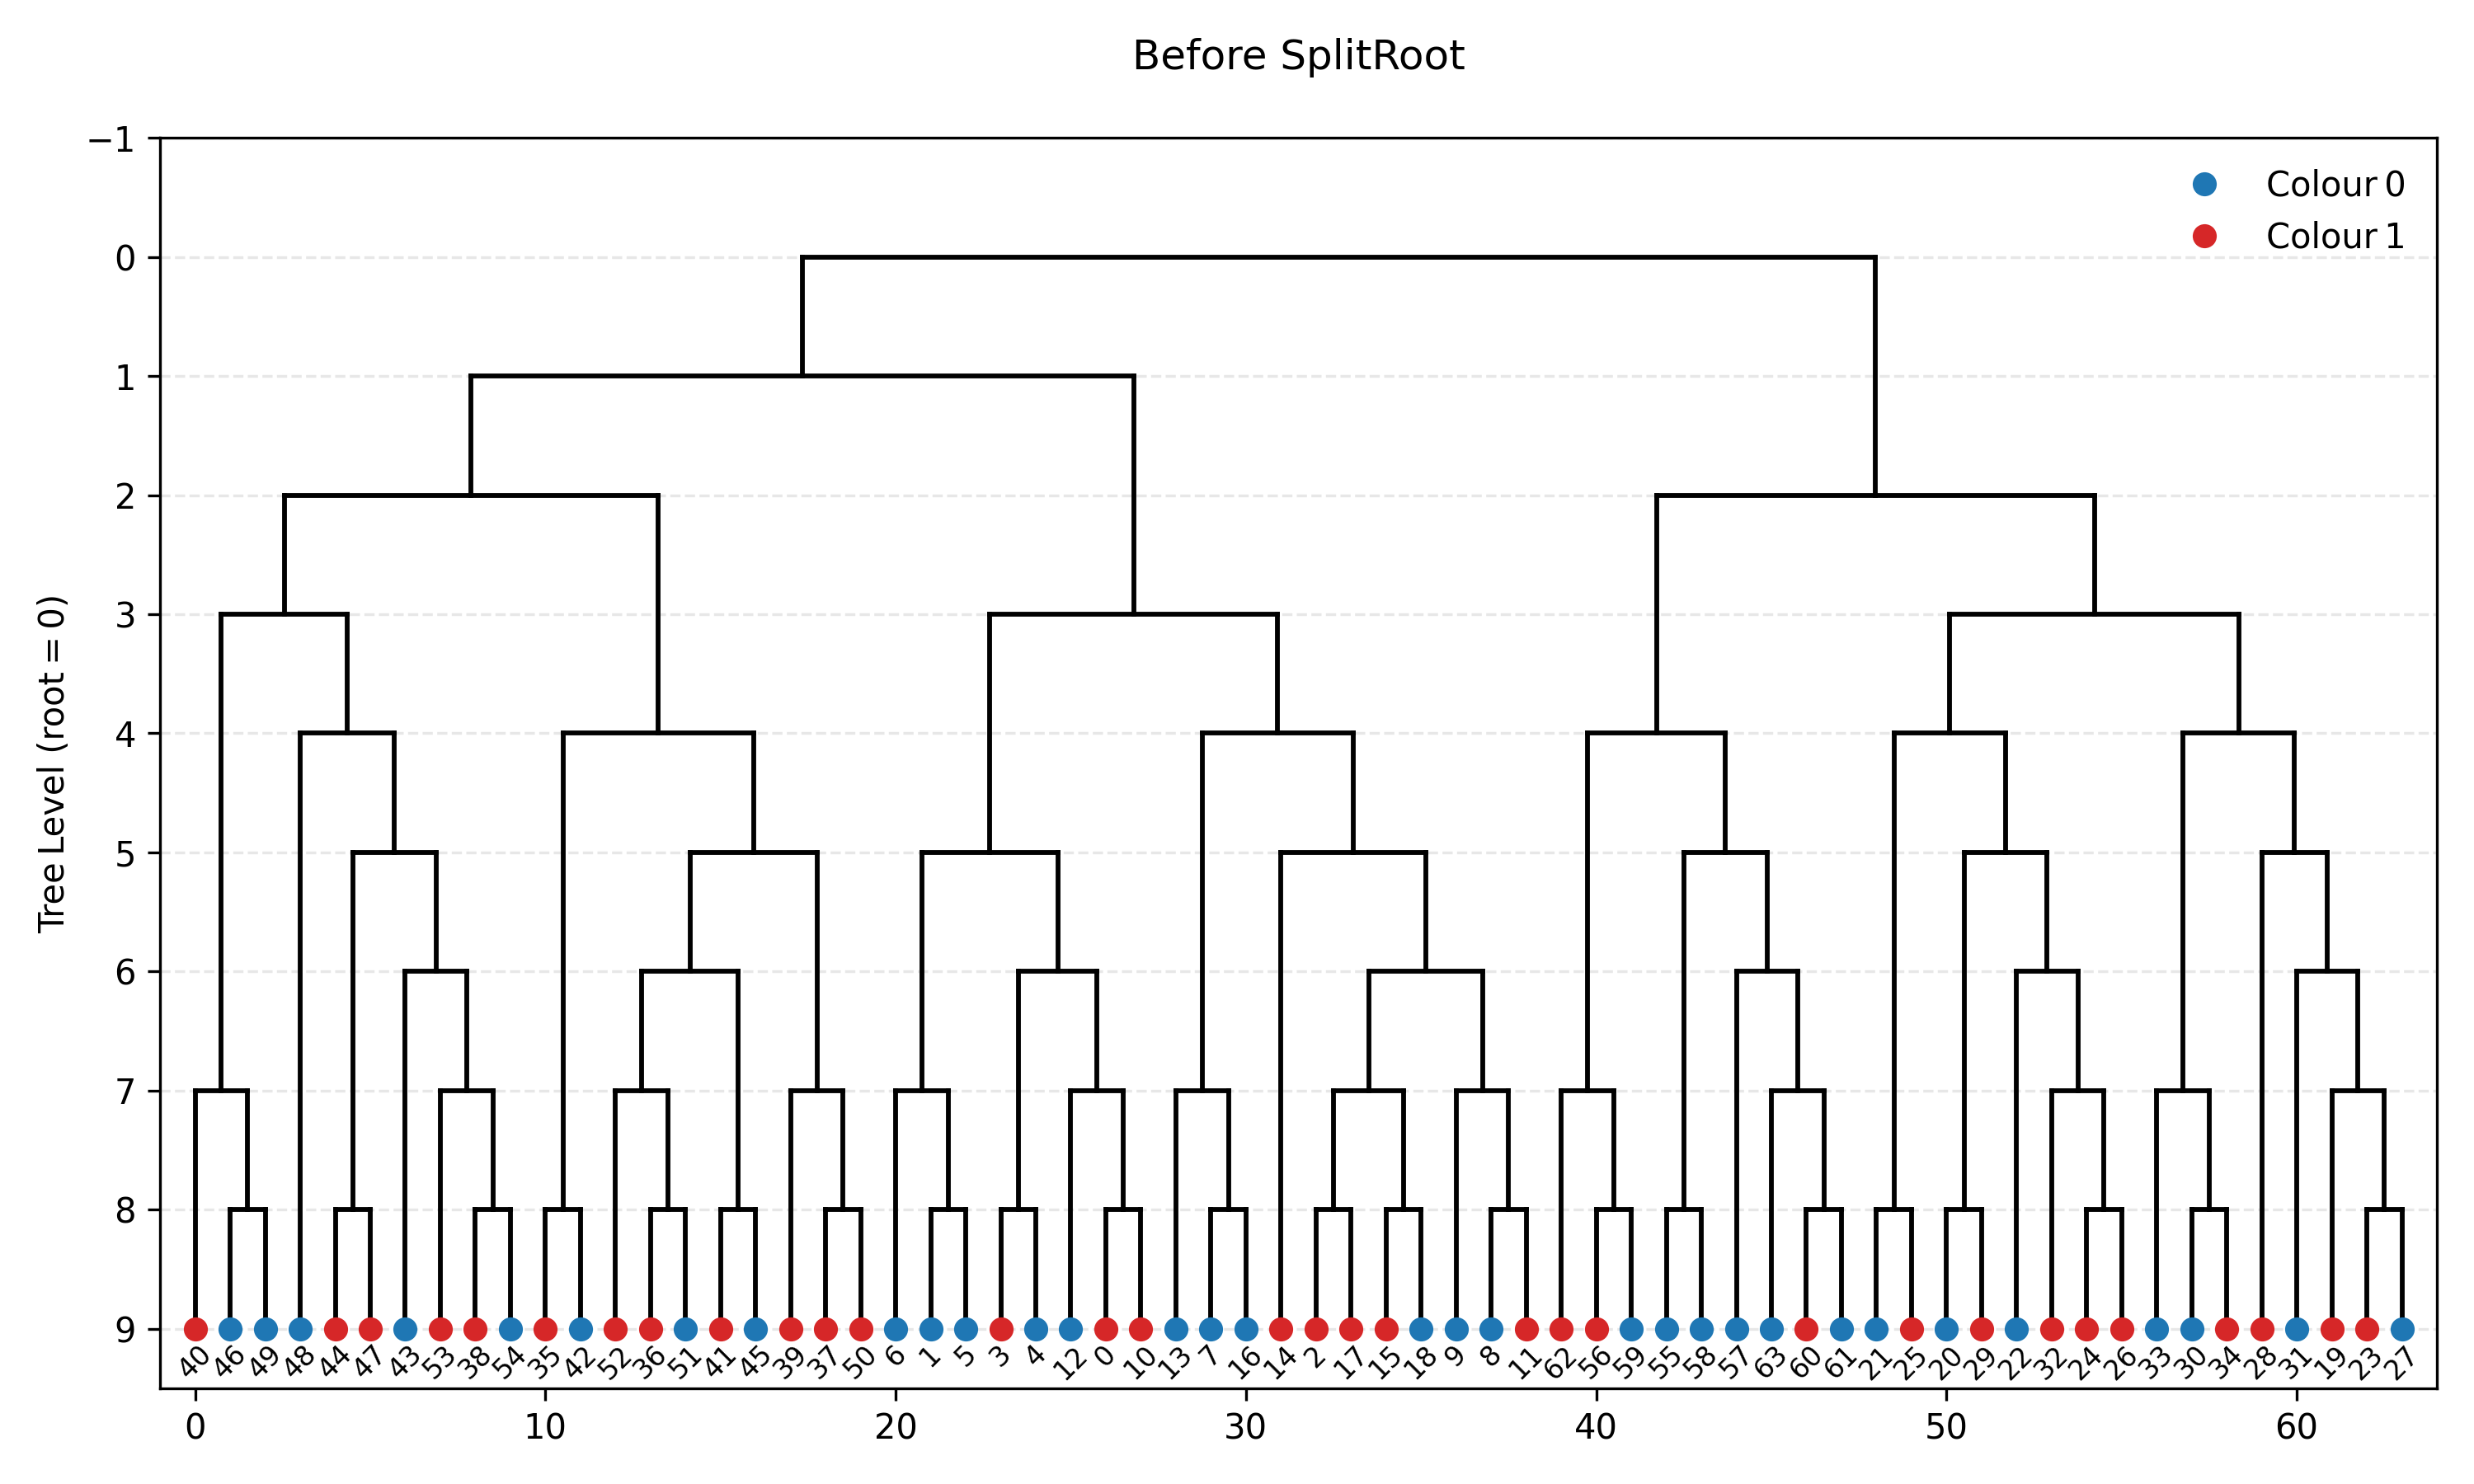 Before SplitRoot
−1
Colour 0
Colour 1
0
1
2
3
4
5
6
7
8
9
Tree Level (root = 0)
40 46 49 48 44 47 43 53 38 54 35 42 52 36 51 41 45 39 37 50 6 1 5 3 4 12 0 10 13 7 16 14 2 17 15 18 9 8 11 62 56 59 55 58 57 63 60 61 21 25 20 29 22 32 24 26 33 30 34 28 31 19 23 27
0 10 20 30 40 50 60